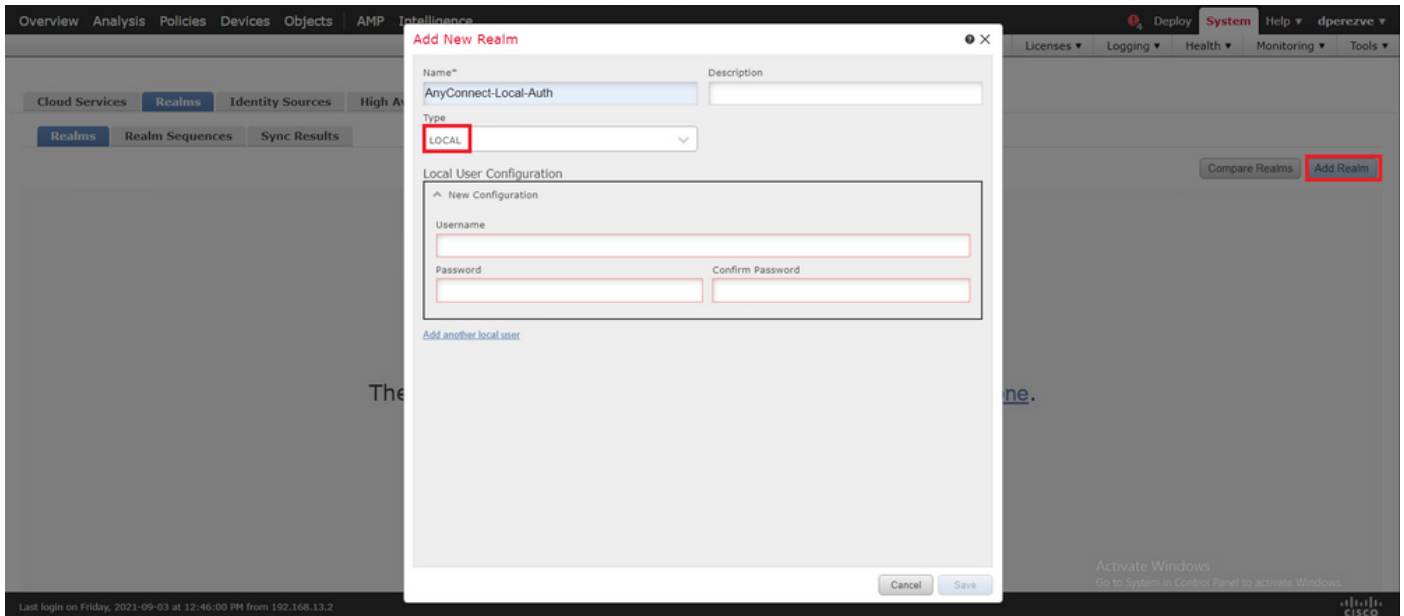 Overview Analysis Policies Devices Objects AMP Intelligence Deploy System Help dperezve
Licenses Logging Health Monitoring Tools
Cloud Services Realms Identity Sources High
Realms Realm Sequences Sync Results
Compare Realms Add Realm
Add New Realm
Name* Description
AnyConnect-Local-Auth
Type
LOCAL
Local User Configuration
New Configuration
Username
Password Confirm Password
Add another local user
Cancel Save
Activate Windows
Go to System in Control Panel to activate Windows.
Last login on Friday, 2021-09-03 at 12:46:00 PM from 192.168.13.2
CISCO